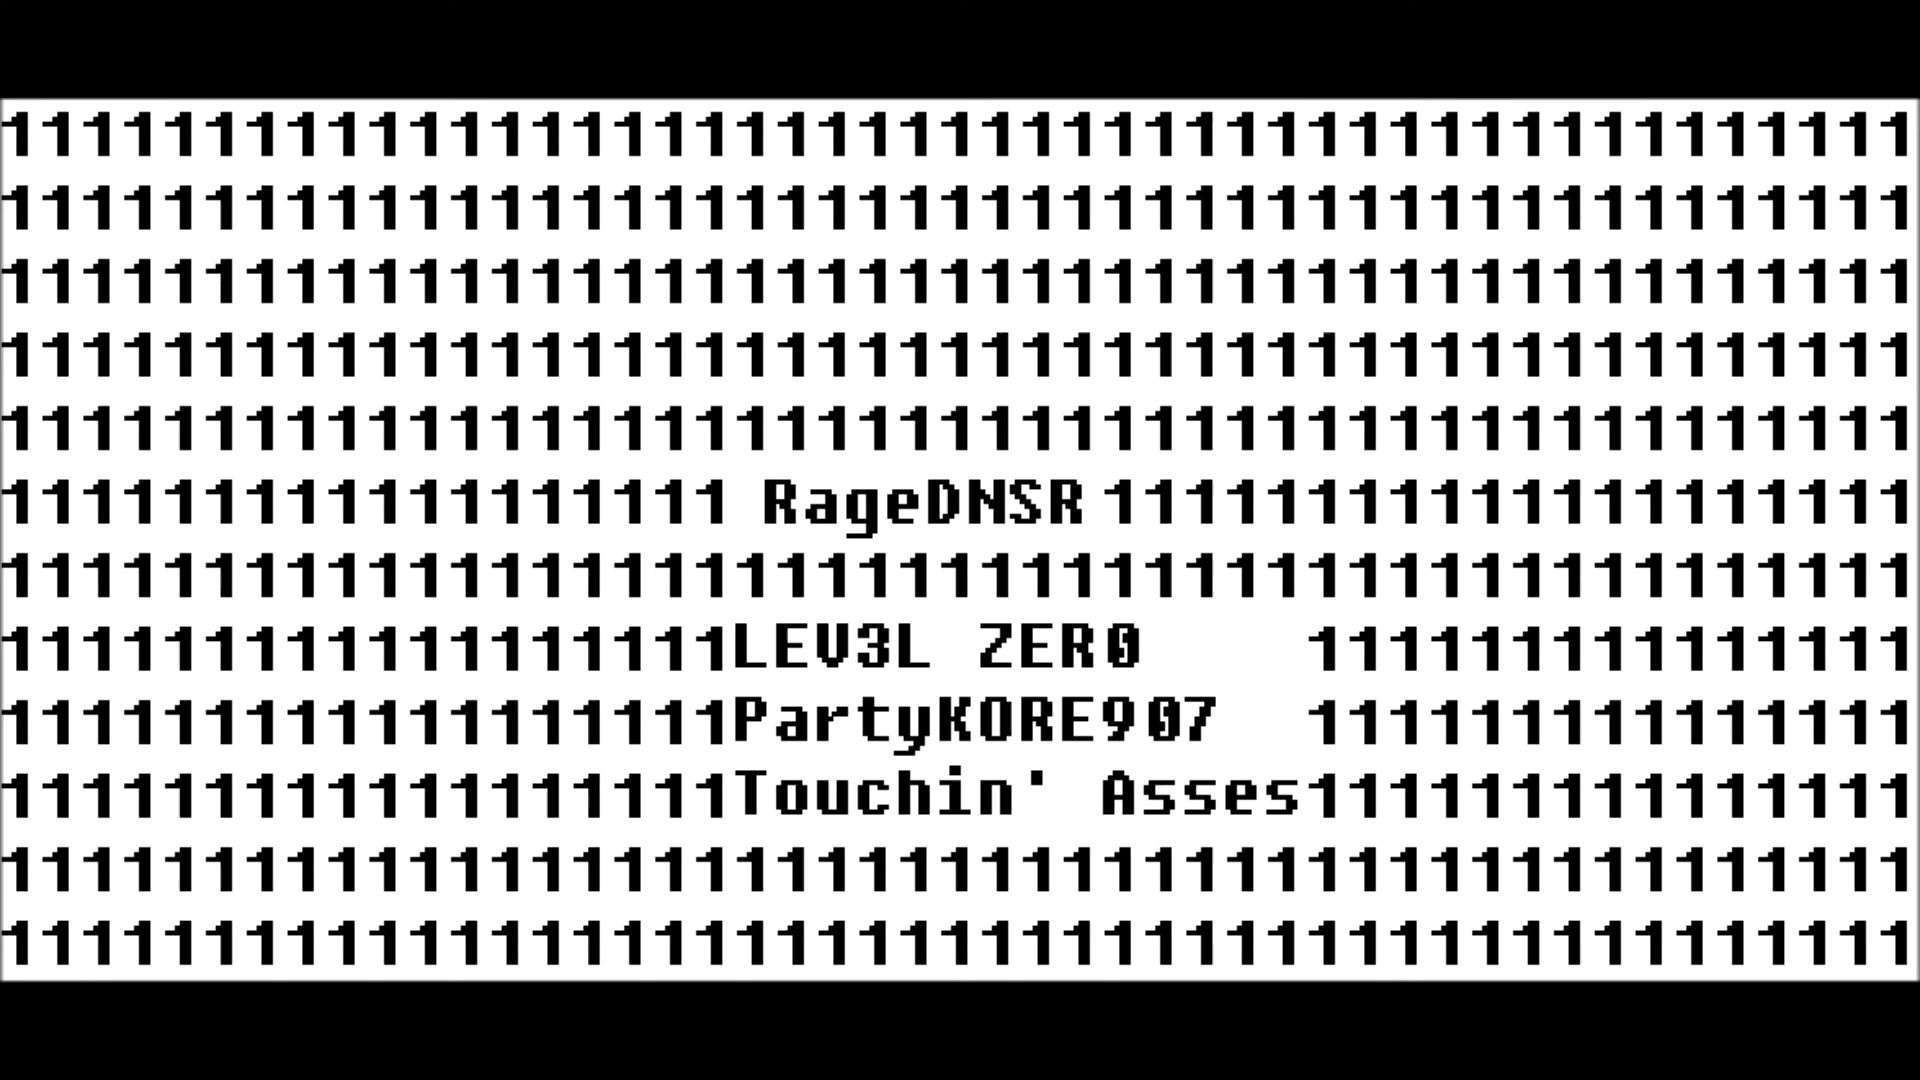 11111111111111111111111111111111111111111111111
11111111111111111111111111111111111111111111111
11111111111111111111111111111111111111111111111
11111111111111111111111111111111111111111111111
11111111111111111111111111111111111111111111111
111111111111111111 RageDNSR 11111111111111111111
11111111111111111111111111111111111111111111111
111111111111111111LEV3L ZER0    111111111111111
111111111111111111PartyKORE907  111111111111111
111111111111111111Touchin' Asses111111111111111
11111111111111111111111111111111111111111111111
11111111111111111111111111111111111111111111111